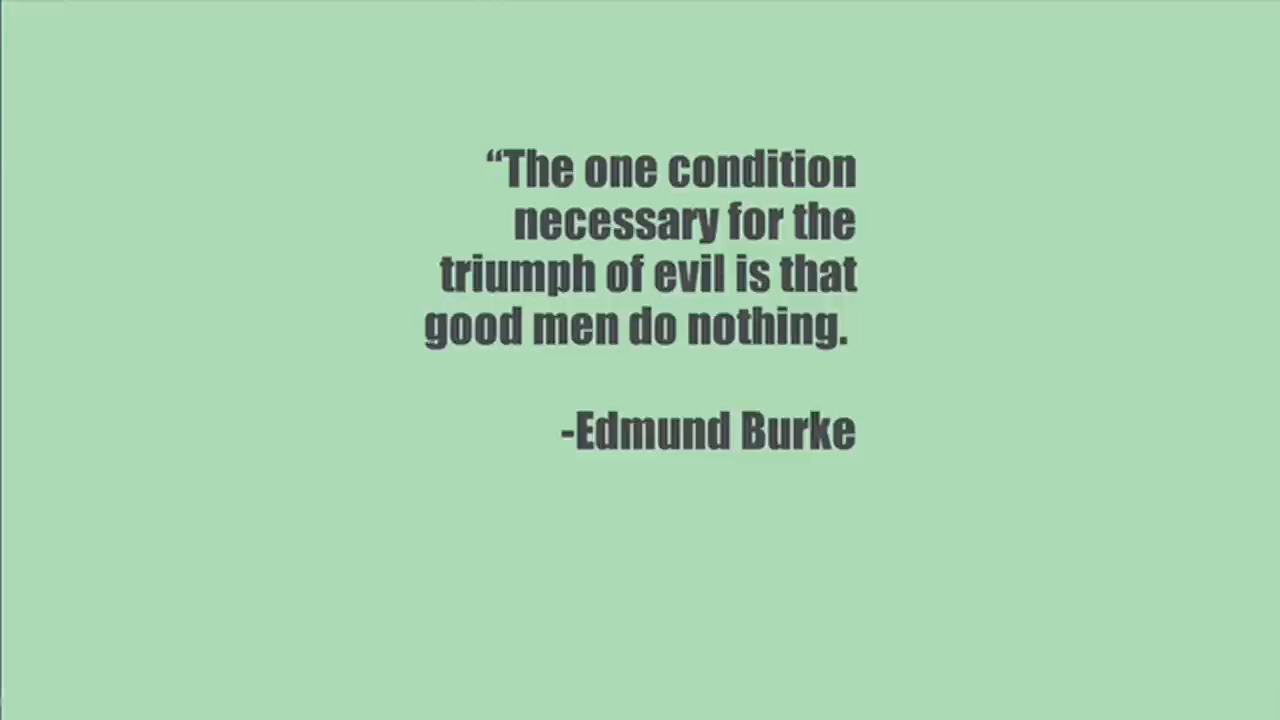 “The one condition
necessary for the
triumph of evil is that
good men do nothing.
-Edmund Burke